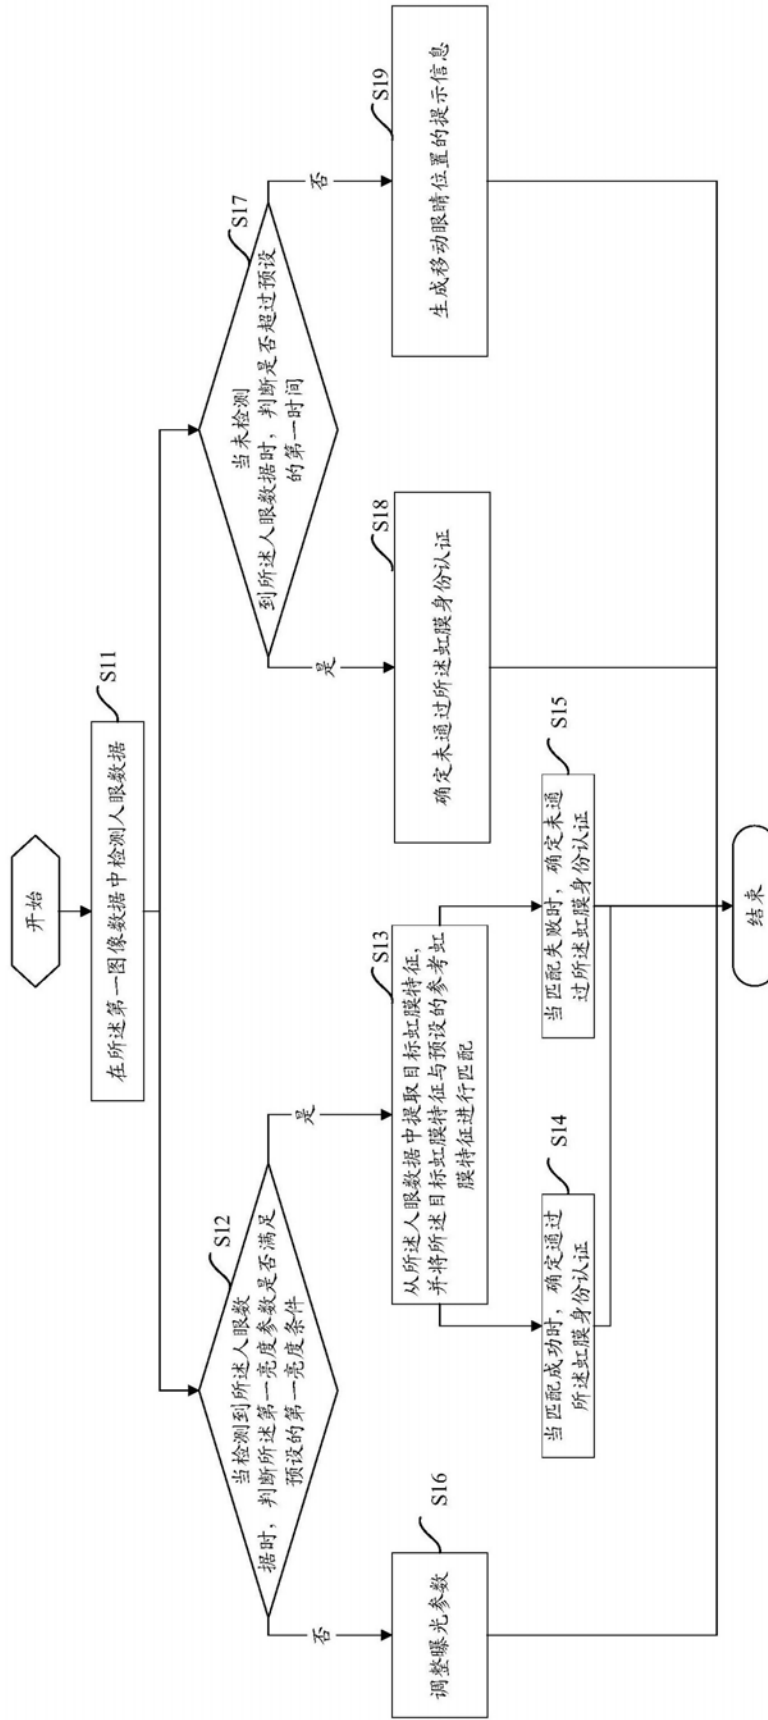 开始
S11
在所述第一图像数据中检测人眼数据
S12
当检测到所述人眼数
据时，判断所述第一亮度参数是否满足
预设的第一亮度条件
否
是
S16
调整曝光参数
S13
从所述人眼数据中提取目标虹膜特征，
并将所述目标虹膜特征与预设的参考虹
膜特征进行匹配
S14
当匹配成功时，确定通过
所述虹膜身份认证
S15
当匹配失败时，确定未通
过所述虹膜身份认证
S17
当未检测
到所述人眼数据时，判断是否超过预设
的第一时间
是
否
S18
确定未通过所述虹膜身份认证
S19
生成移动眼睛位置的提示信息
结束